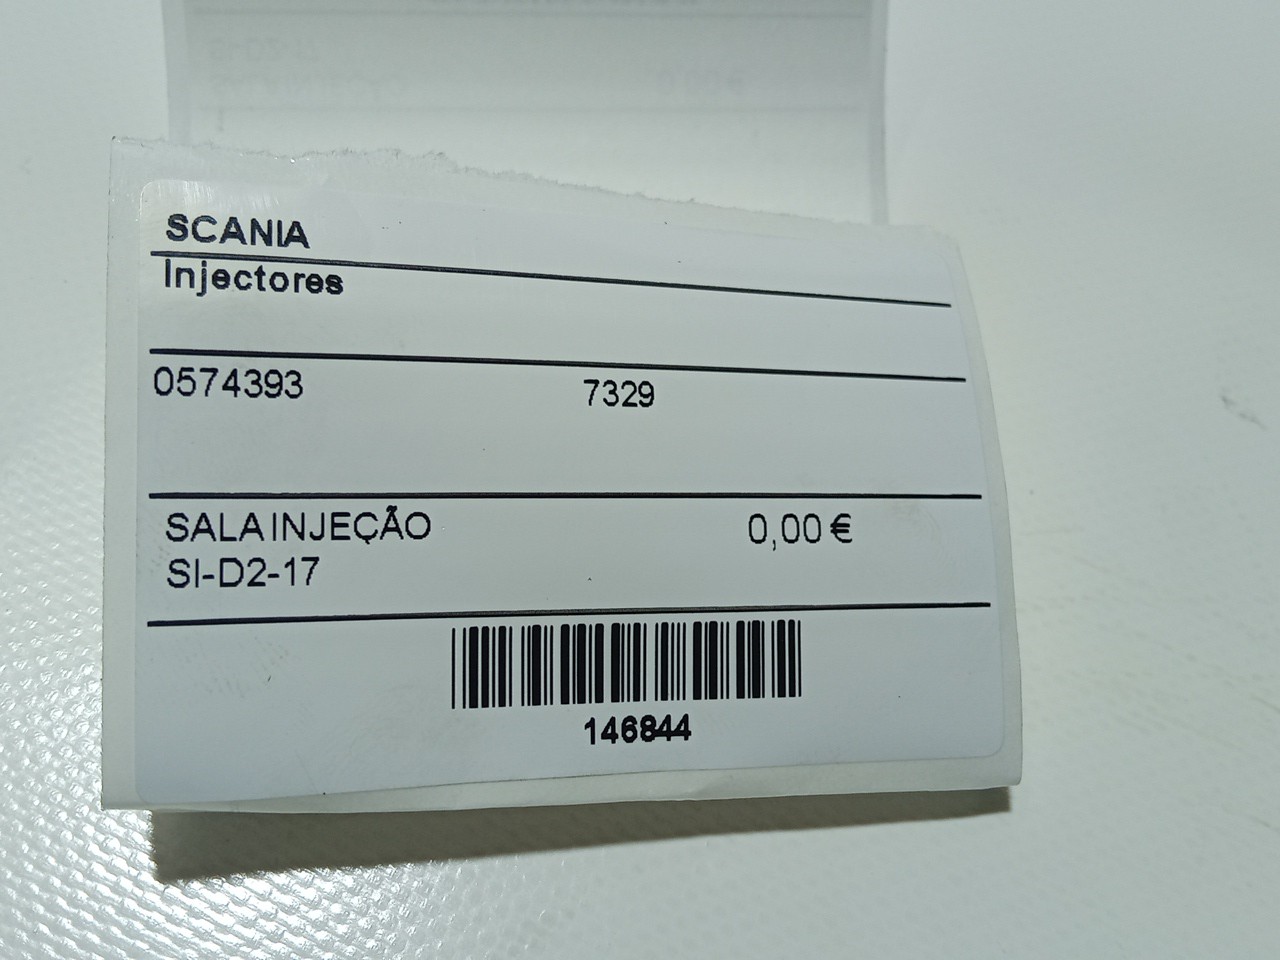 SCANIA
Injectores
0574393 7329
SALA INJEÇÃO 0,00 €
SI-D2-17
146844